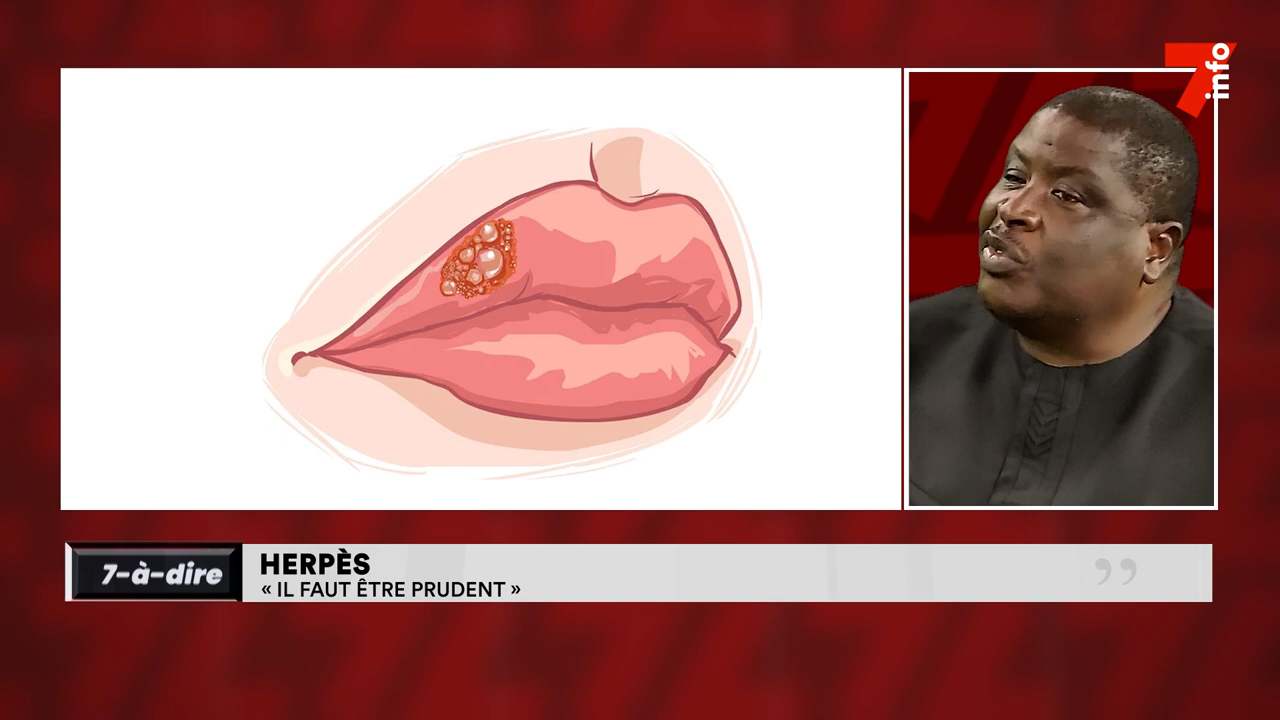 7info
7-à-dire
HERPÈS
« IL FAUT ÊTRE PRUDENT »